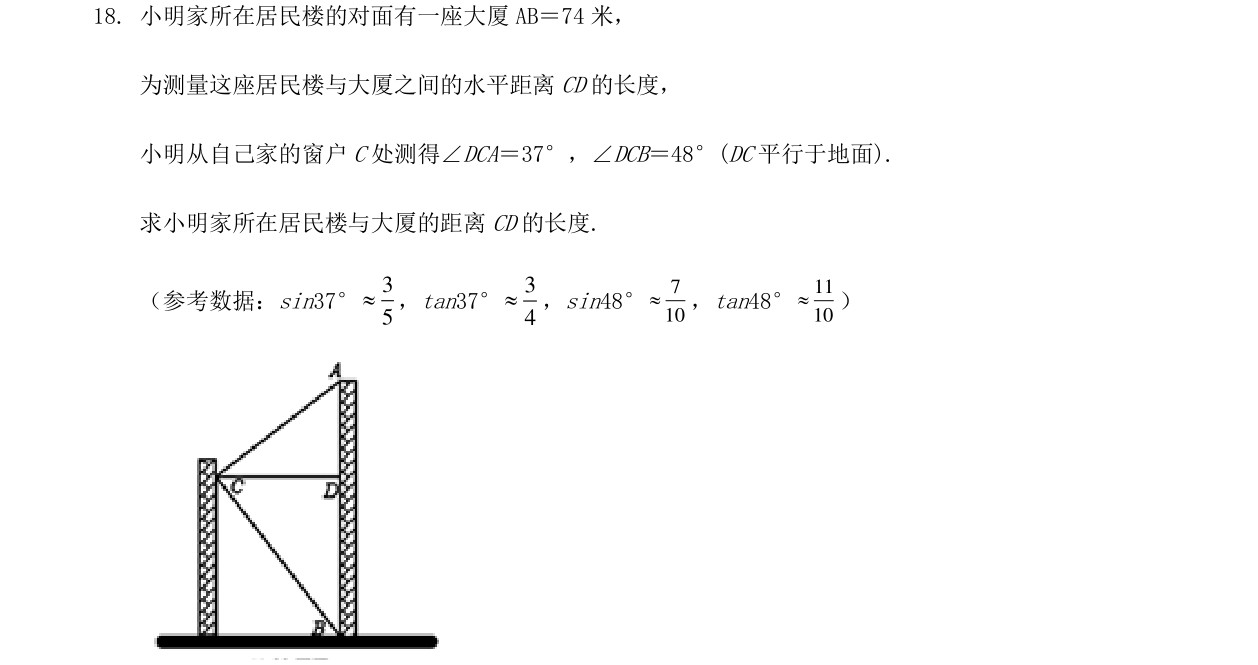 18. 小明家所在居民楼的对面有一座大厦 AB＝74 米，
为测量这座居民楼与大厦之间的水平距离 CD 的长度，
小明从自己家的窗户 C 处测得∠DCA＝37°，∠DCB＝48°(DC 平行于地面).
求小明家所在居民楼与大厦的距离 CD 的长度.
（参考数据：sin37° ≈ 3/5，tan37° ≈ 3/4，sin48° ≈ 7/10，tan48° ≈ 11/10）
A
C
D
B